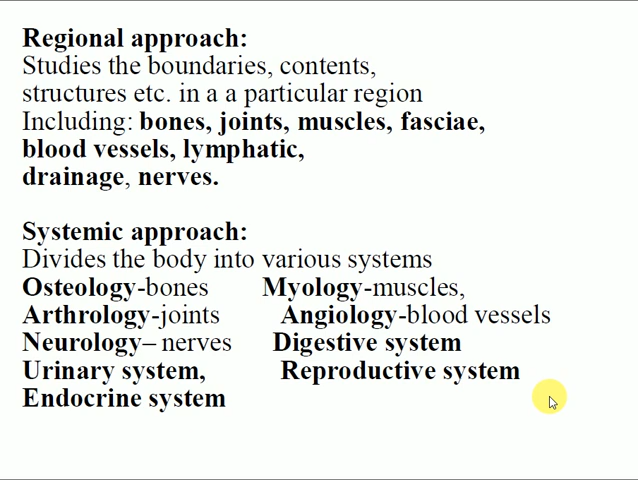 Regional approach:
Studies the boundaries, contents,
structures etc. in a a particular region
Including: bones, joints, muscles, fasciae,
blood vessels, lymphatic,
drainage, nerves.
Systemic approach:
Divides the body into various systems
Osteology-bones Myology-muscles,
Arthrology-joints Angiology-blood vessels
Neurology– nerves Digestive system
Urinary system, Reproductive system
Endocrine system